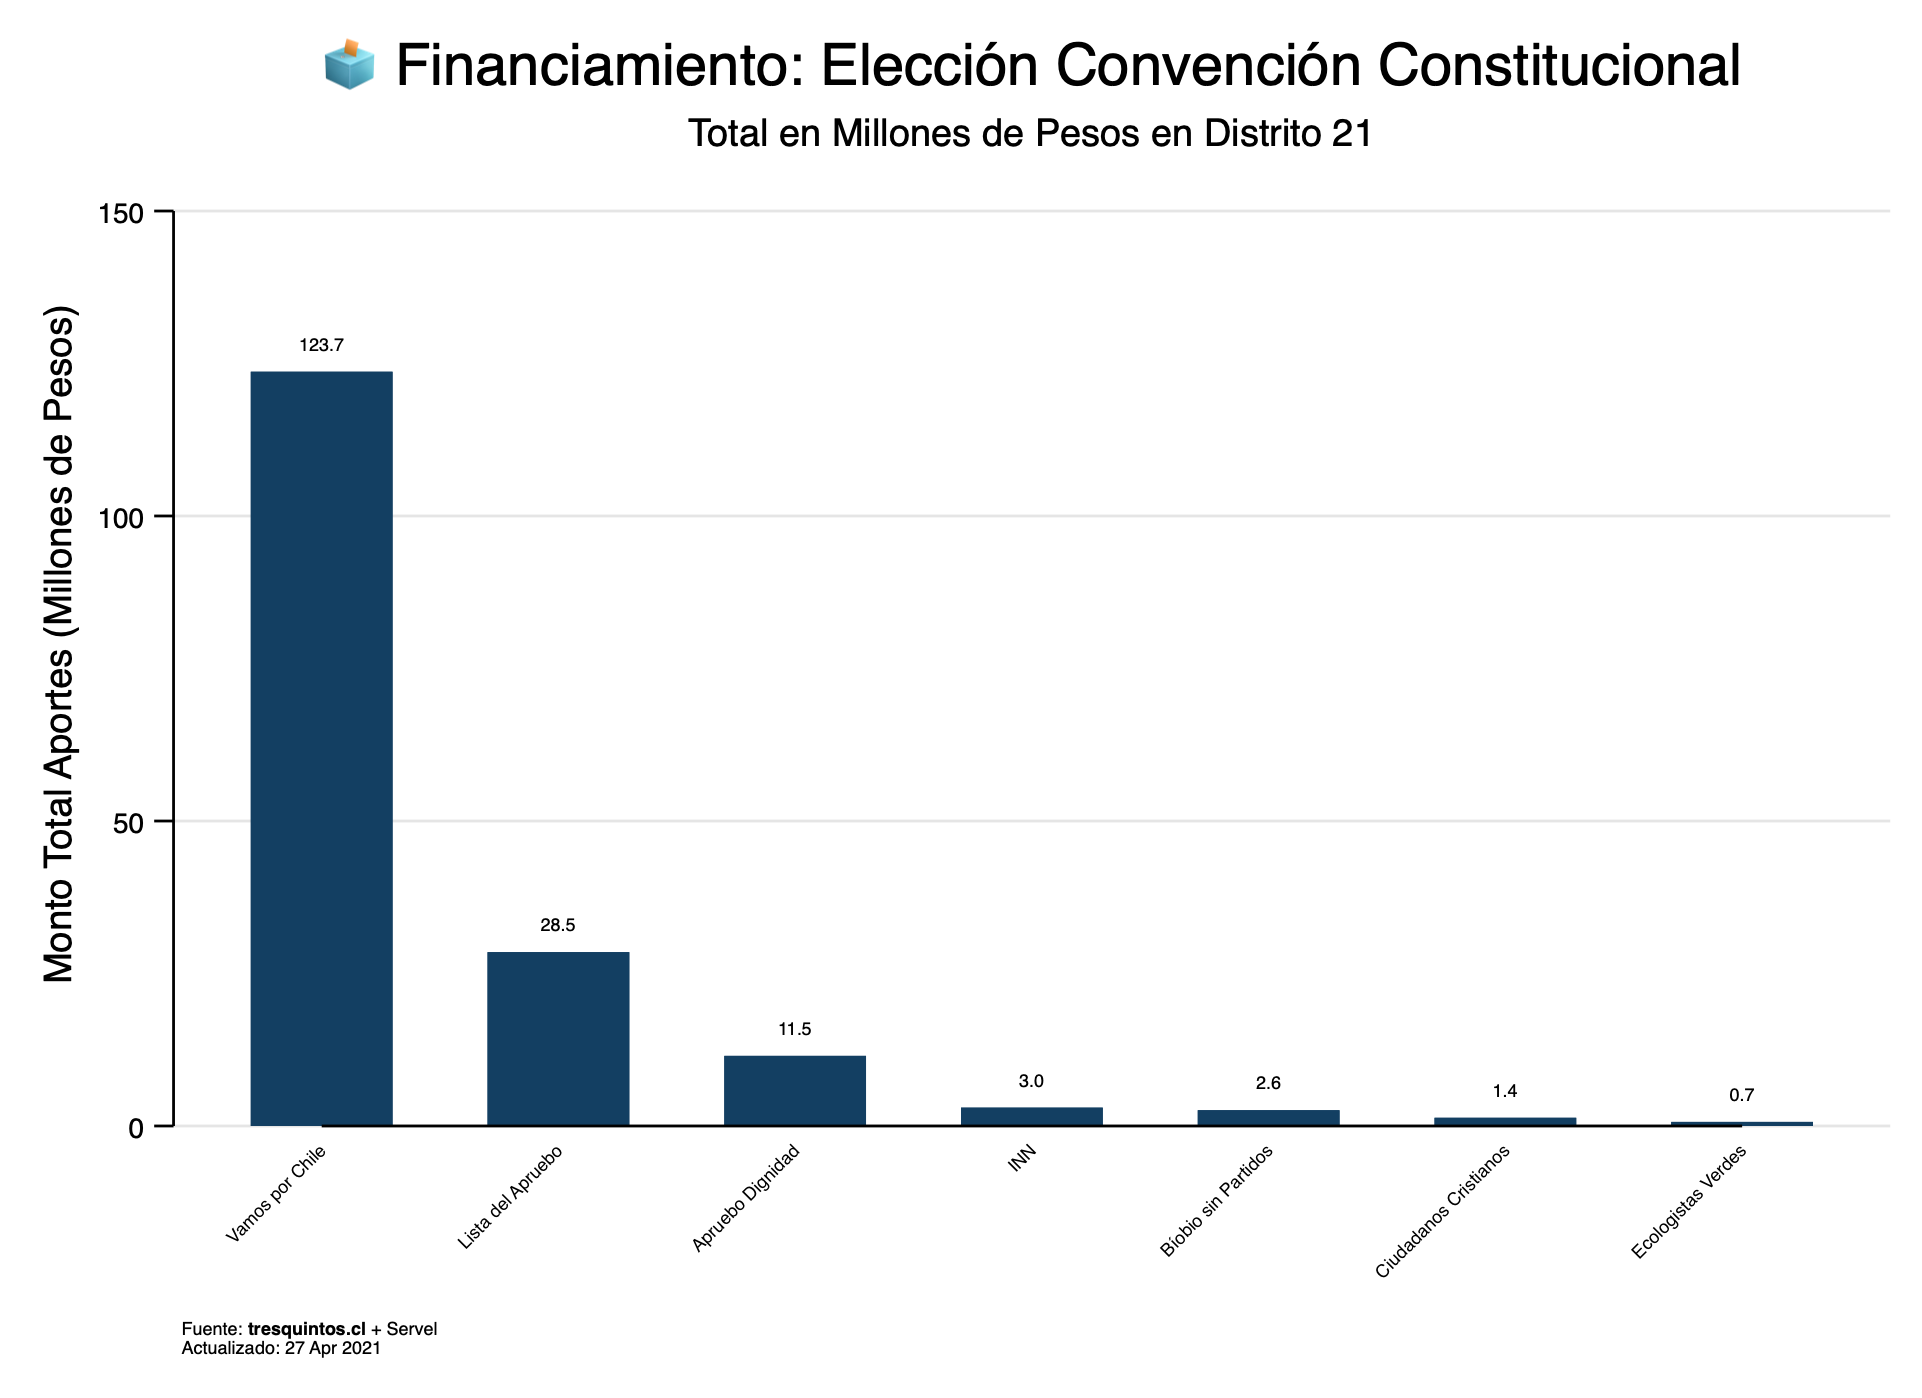 Financiamiento: Elección Convención Constitucional
Total en Millones de Pesos en Distrito 21
Monto Total Aportes (Millones de Pesos)
150
100
50
0
123.7
28.5
11.5
3.0
2.6
1.4
0.7
Vamos por Chile
Lista del Apruebo
Apruebo Dignidad
INN
Bíobio sin Partidos
Ciudadanos Cristianos
Ecologistas Verdes
Fuente: tresquintos.cl + Servel
Actualizado: 27 Apr 2021